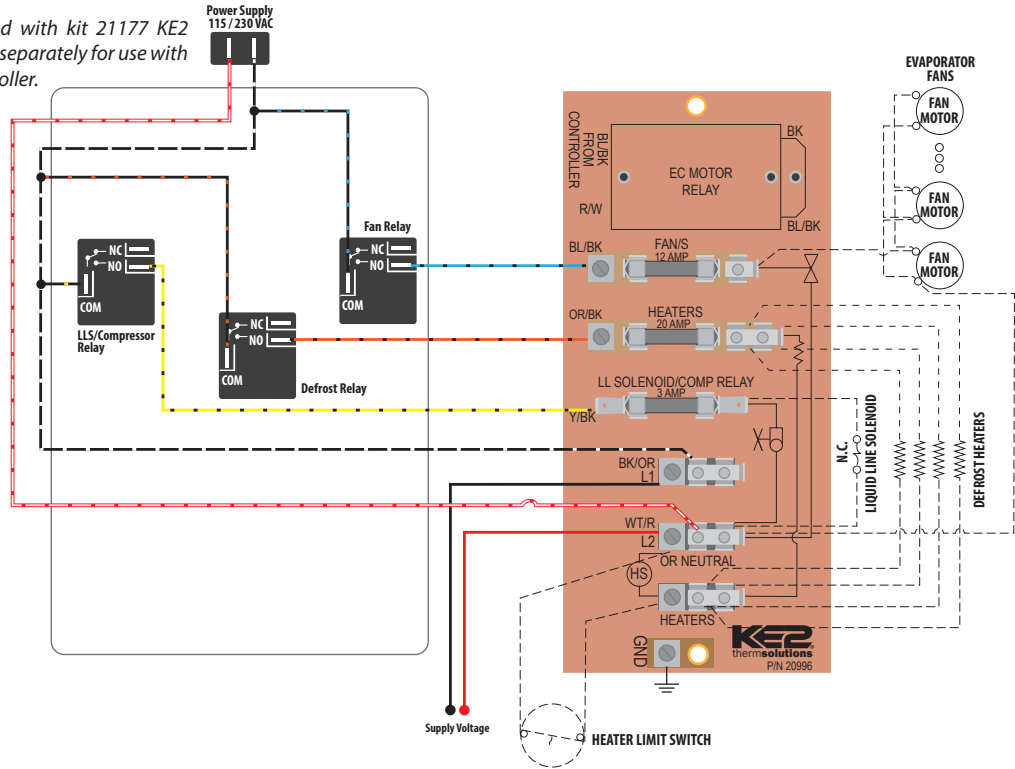 Power Supply
115 / 230 VAC
d with kit 21177 KE2
separately for use with
oller.
EVAPORATOR
FANS
FAN
MOTOR
FAN
MOTOR
FAN
MOTOR
BL/BK
FROM
CONTROLLER
BK
EC MOTOR
RELAY
R/W
BL/BK
Fan Relay
NC
NO
COM
BL/BK
FAN/S
12 AMP
NC
NO
COM
LLS/Compressor
Relay
OR/BK
HEATERS
20 AMP
NC
NO
COM
Defrost Relay
LL SOLENOID/COMP RELAY
3 AMP
Y/BK
N.C.
LIQUID LINE SOLENOID
DEFROST HEATERS
BK/OR
L1
WT/R
L2
OR NEUTRAL
HS
HEATERS
GND
KE2
thermsolutions
P/N 20996
Supply Voltage
HEATER LIMIT SWITCH